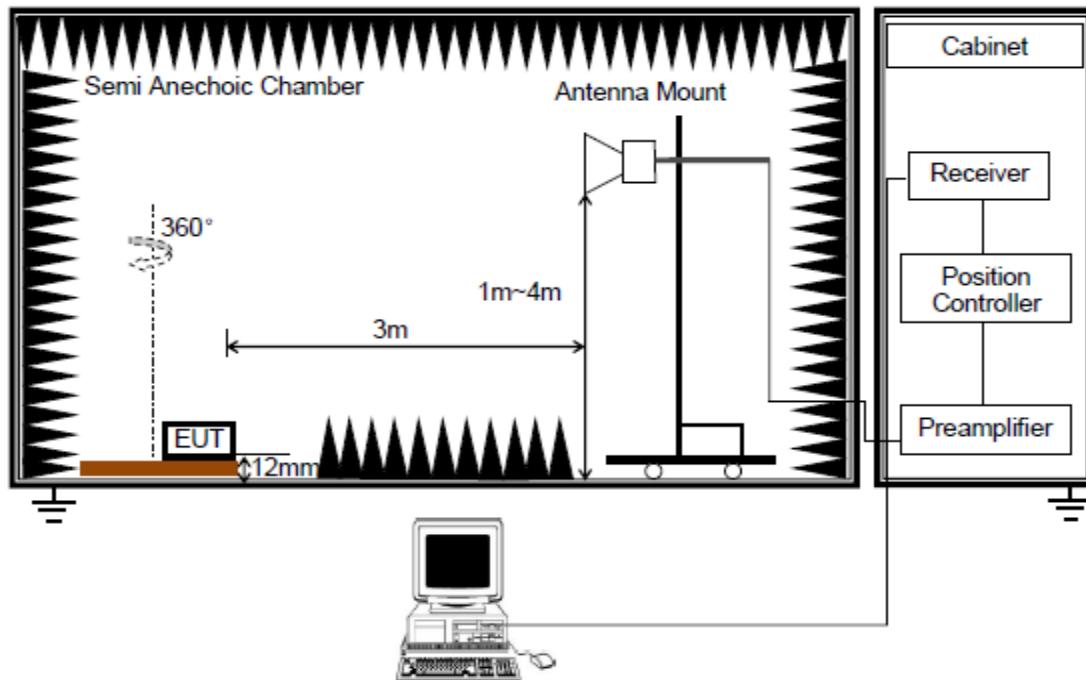 Cabinet
Semi Anechoic Chamber
Antenna Mount
Receiver
360°
Position
Controller
1m~4m
3m
Preamplifier
EUT
12mm